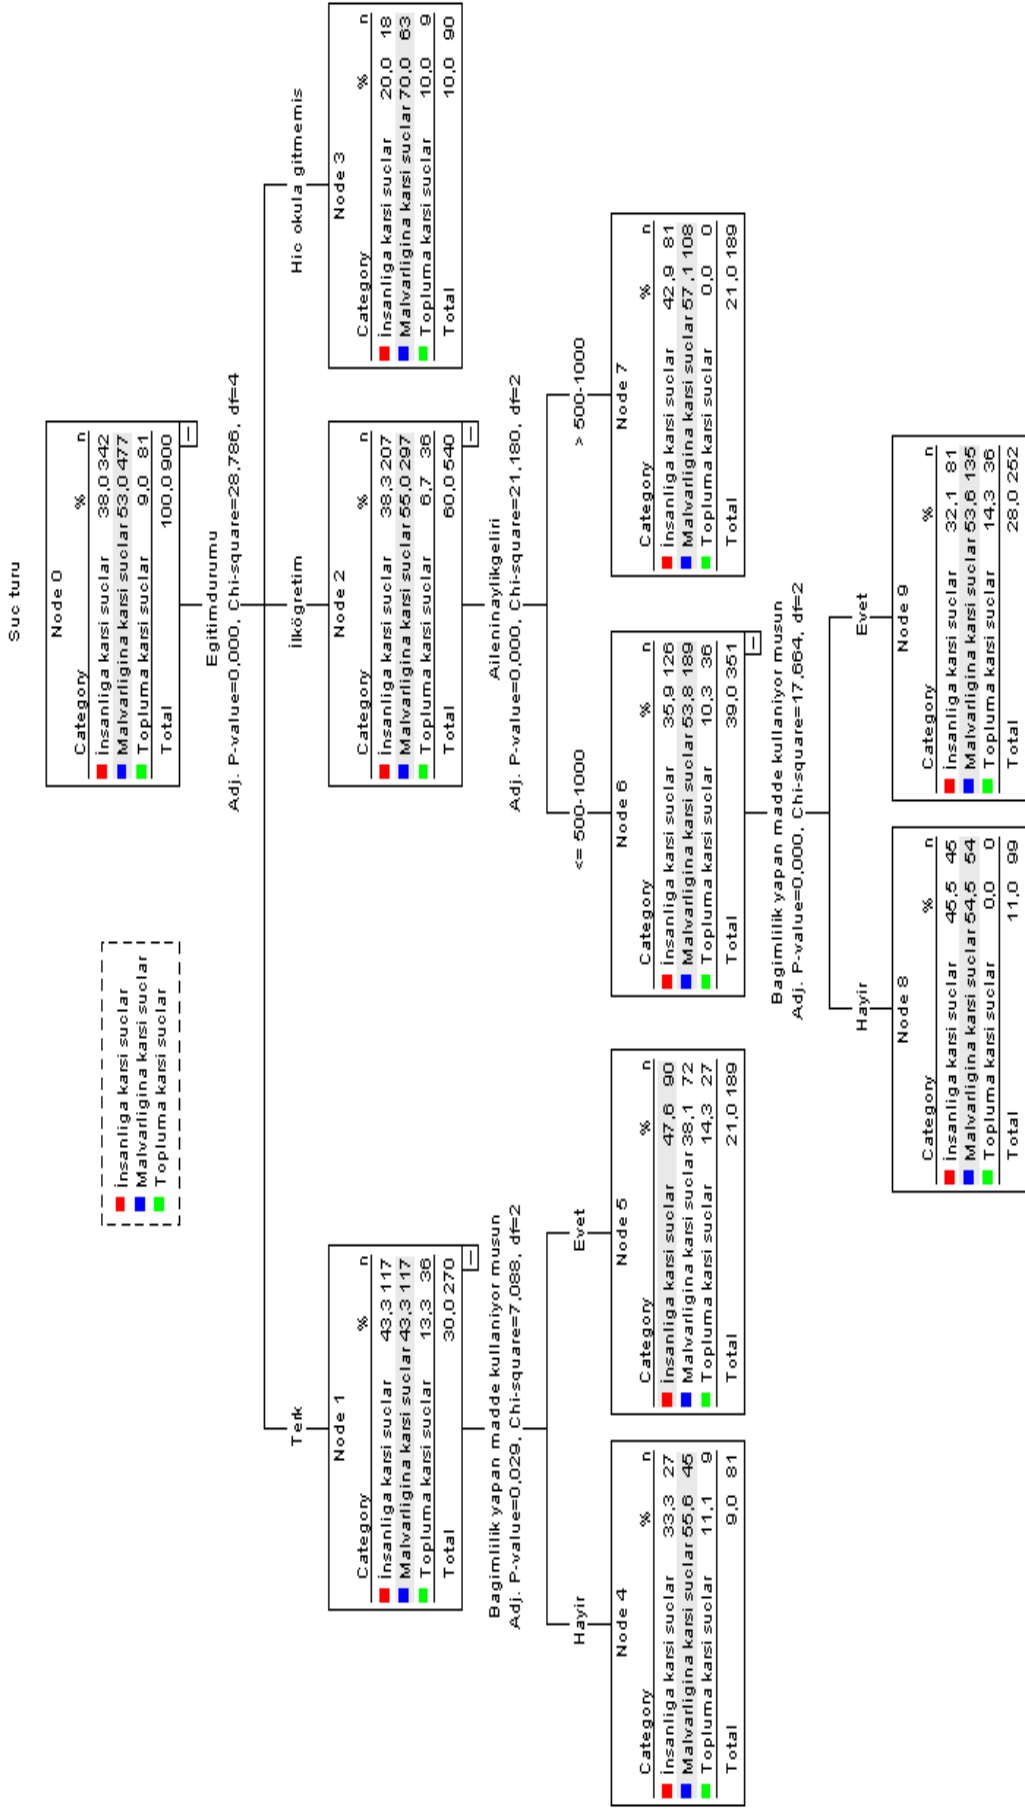 Suc turu
İnsanliga karsi suclar
Malvarligina karsi suclar
Topluma karsi suclar
Node 0
Category % n
İnsanliga karsi suclar 38,0 342
Malvarligina karsi suclar 53,0 477
Topluma karsi suclar 9,0 81
Total 100,0 900
Egitimdurumu
Adj. P-value=0,000, Chi-square=28,786, df=4
Terk
İlkögretim
Hic okula gitmemis
Node 1
Category % n
İnsanliga karsi suclar 43,3 117
Malvarligina karsi suclar 43,3 117
Topluma karsi suclar 13,3 36
Total 30,0 270
Node 2
Category % n
İnsanliga karsi suclar 38,3 207
Malvarligina karsi suclar 55,0 297
Topluma karsi suclar 6,7 36
Total 60,0 540
Node 3
Category % n
İnsanliga karsi suclar 20,0 18
Malvarligina karsi suclar 70,0 63
Topluma karsi suclar 10,0 9
Total 10,0 90
Bagimlilik yapan madde kullaniyor musun
Adj. P-value=0,029, Chi-square=7,088, df=2
Aileninaylikgeliri
Adj. P-value=0,000, Chi-square=21,180, df=2
Hayir
Evet
<= 500-1000
> 500-1000
Node 4
Category % n
İnsanliga karsi suclar 33,3 27
Malvarligina karsi suclar 55,6 45
Topluma karsi suclar 11,1 9
Total 9,0 81
Node 5
Category % n
İnsanliga karsi suclar 47,6 90
Malvarligina karsi suclar 38,1 72
Topluma karsi suclar 14,3 27
Total 21,0 189
Node 6
Category % n
İnsanliga karsi suclar 35,9 126
Malvarligina karsi suclar 53,8 189
Topluma karsi suclar 10,3 36
Total 39,0 351
Node 7
Category % n
İnsanliga karsi suclar 42,9 81
Malvarligina karsi suclar 57,1 108
Topluma karsi suclar 0,0 0
Total 21,0 189
Bagimlilik yapan madde kullaniyor musun
Adj. P-value=0,000, Chi-square=17,664, df=2
Hayir
Evet
Node 8
Category % n
İnsanliga karsi suclar 45,5 45
Malvarligina karsi suclar 54,5 54
Topluma karsi suclar 0,0 0
Total 11,0 99
Node 9
Category % n
İnsanliga karsi suclar 32,1 81
Malvarligina karsi suclar 53,6 135
Topluma karsi suclar 14,3 36
Total 28,0 252